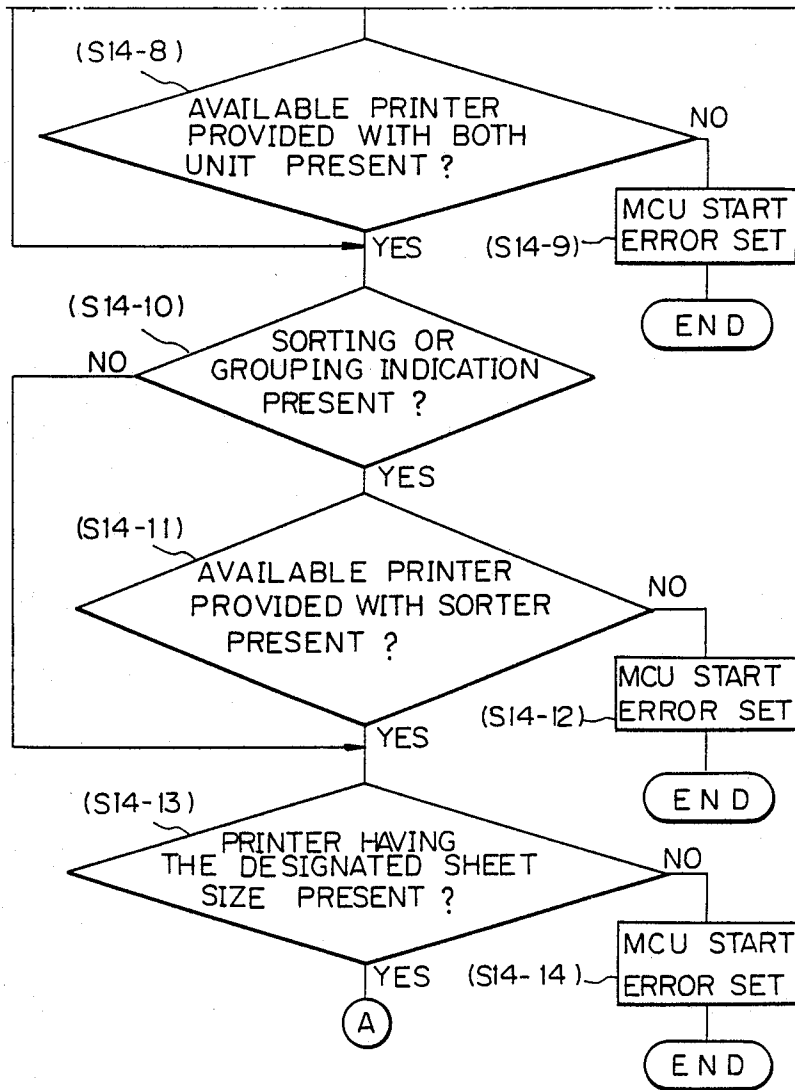 (S14-8)
AVAILABLE PRINTER
PROVIDED WITH BOTH
UNIT PRESENT ?
NO
MCU START
ERROR SET
(S14-9)
YES
END
(S14-10)
SORTING OR
GROUPING INDICATION
PRESENT ?
NO
YES
(S14-11)
AVAILABLE PRINTER
PROVIDED WITH SORTER
PRESENT ?
NO
MCU START
ERROR SET
(S14-12)
YES
END
(S14-13)
PRINTER HAVING
THE DESIGNATED SHEET
SIZE PRESENT ?
NO
MCU START
ERROR SET
(S14-14)
YES
A
END